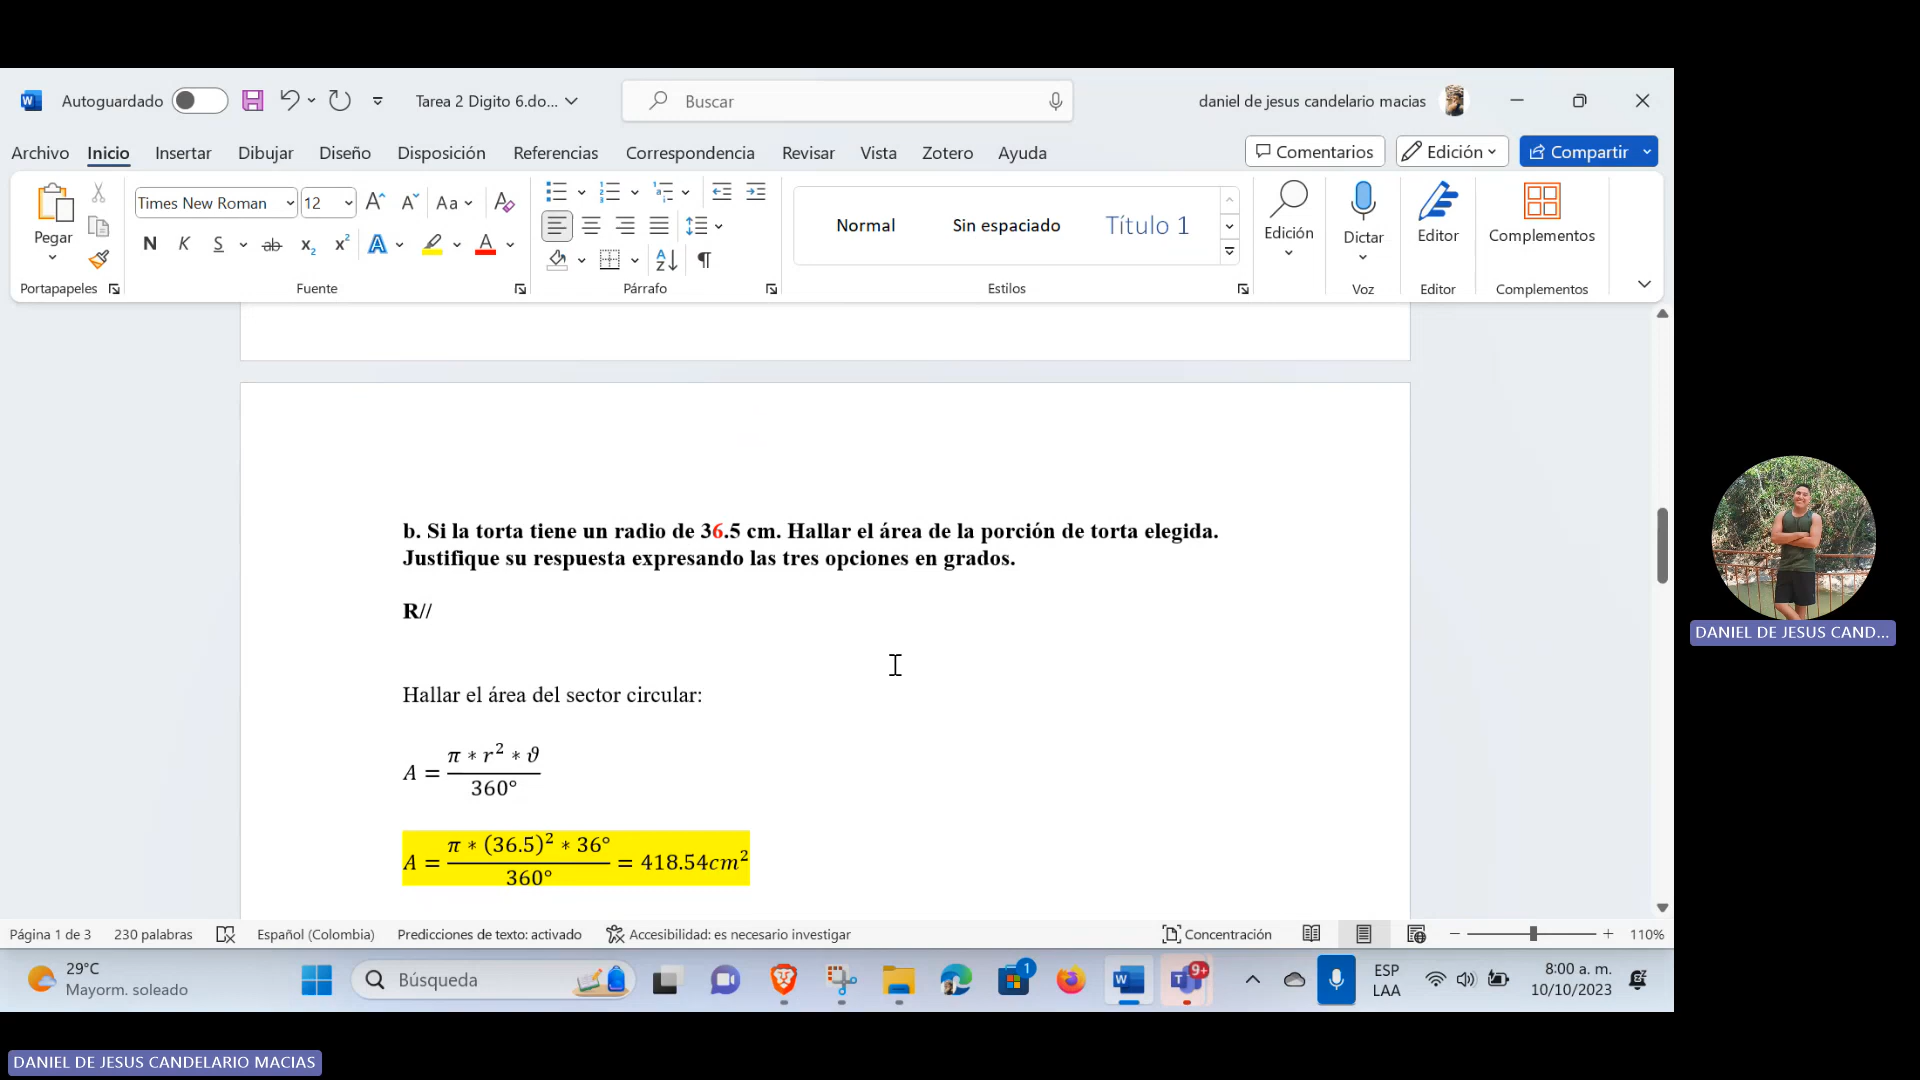 Autoguardado
Tarea 2 Digito 6.do...
Buscar
daniel de jesus candelario macias
Archivo Inicio Insertar Dibujar Diseño Disposición Referencias Correspondencia Revisar Vista Zotero Ayuda
Comentarios Edición Compartir
Pegar
Times New Roman 12
Aa
N K S ab x₂ x² A A
Normal Sin espaciado Título 1
Edición Dictar Editor Complementos
Portapapeles Fuente Párrafo Estilos Voz Editor Complementos
b. Si la torta tiene un radio de 36.5 cm. Hallar el área de la porción de torta elegida.
Justifique su respuesta expresando las tres opciones en grados.
R//
Hallar el área del sector circular:
A = π * r² * ϑ / 360°
A = π * (36.5)² * 36° / 360° = 418.54cm²
DANIEL DE JESUS CAND...
Página 1 de 3 230 palabras Español (Colombia) Predicciones de texto: activado Accesibilidad: es necesario investigar Concentración 110%
29°C
Mayorm. soleado
Búsqueda
1
9+
ESP
LAA
8:00 a. m.
10/10/2023
DANIEL DE JESUS CANDELARIO MACIAS